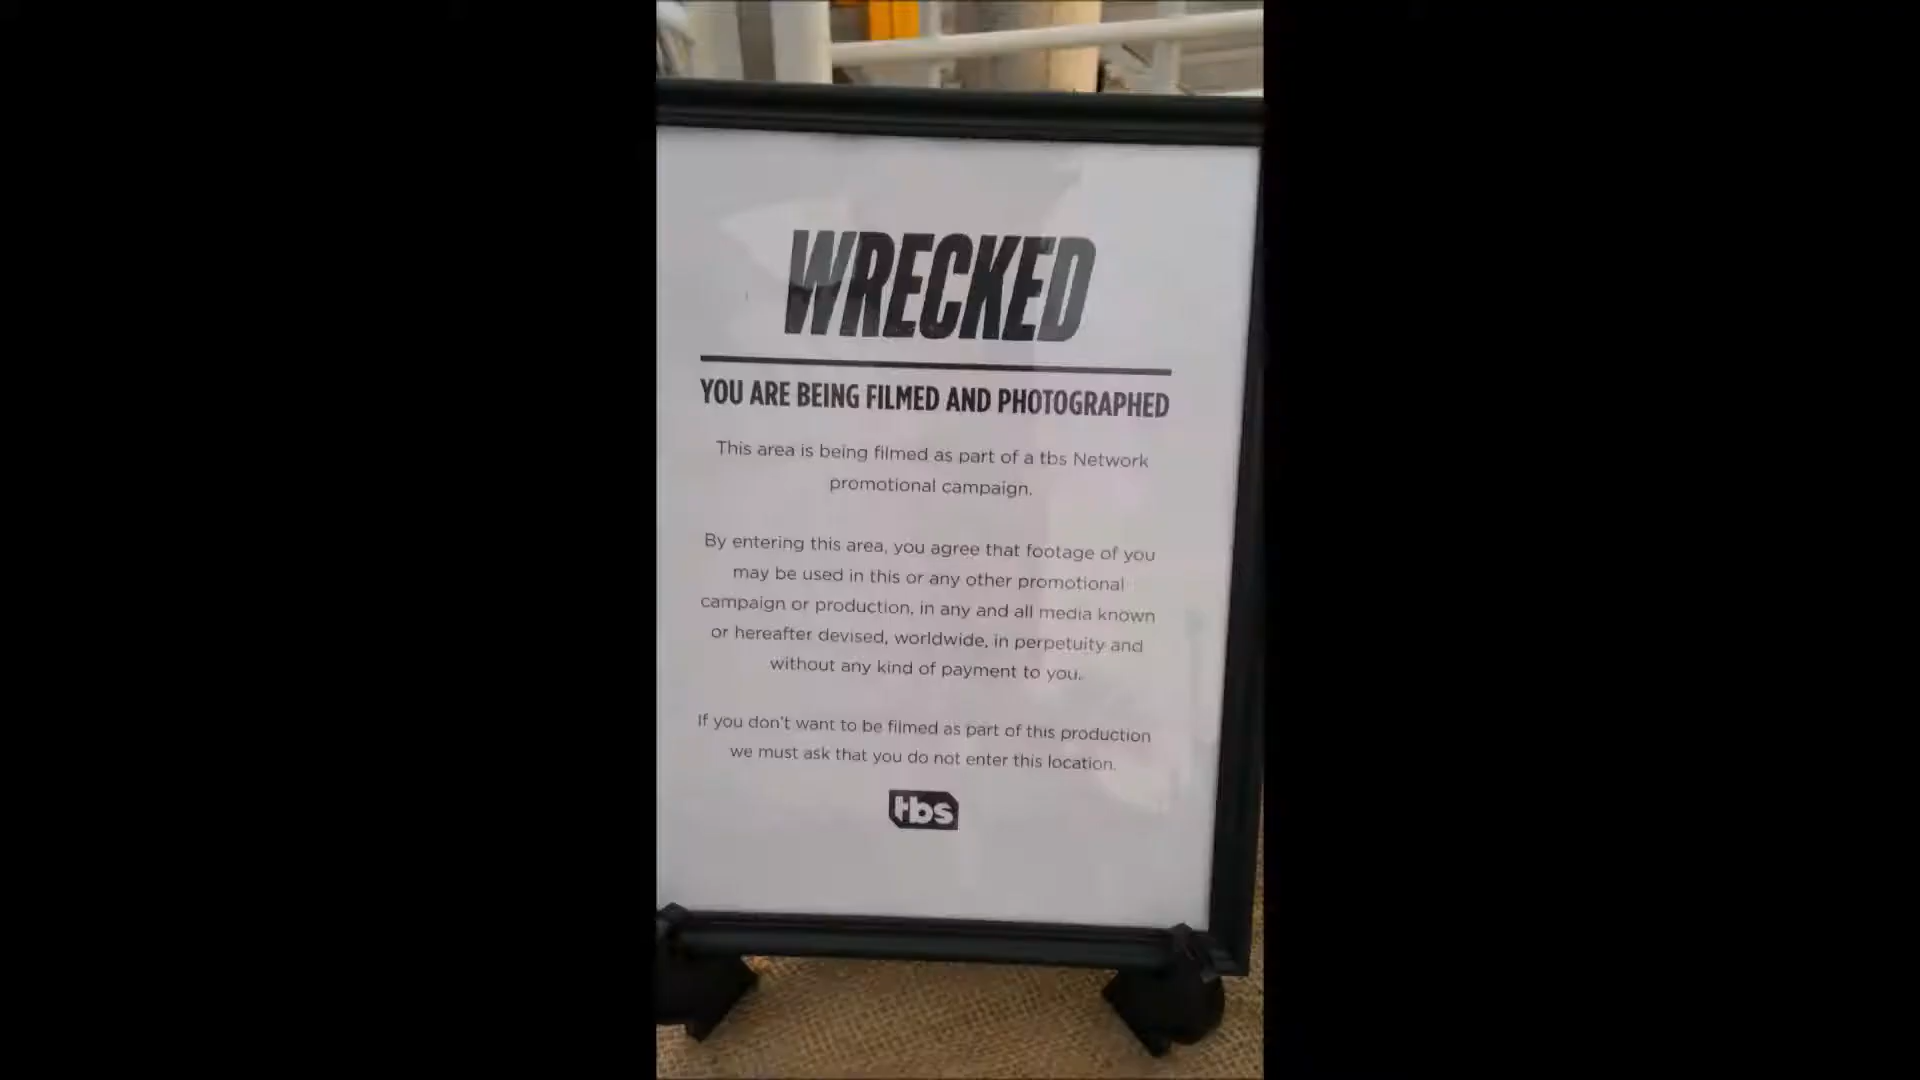 WRECKED
YOU ARE BEING FILMED AND PHOTOGRAPHED
This area is being filmed as part of a tbs Network
promotional campaign.
By entering this area, you agree that footage of you
may be used in this or any other promotional
campaign or production, in any and all media known
or hereafter devised, worldwide, in perpetuity and
without any kind of payment to you.
If you don't want to be filmed as part of this production
we must ask that you do not enter this location.
tbs